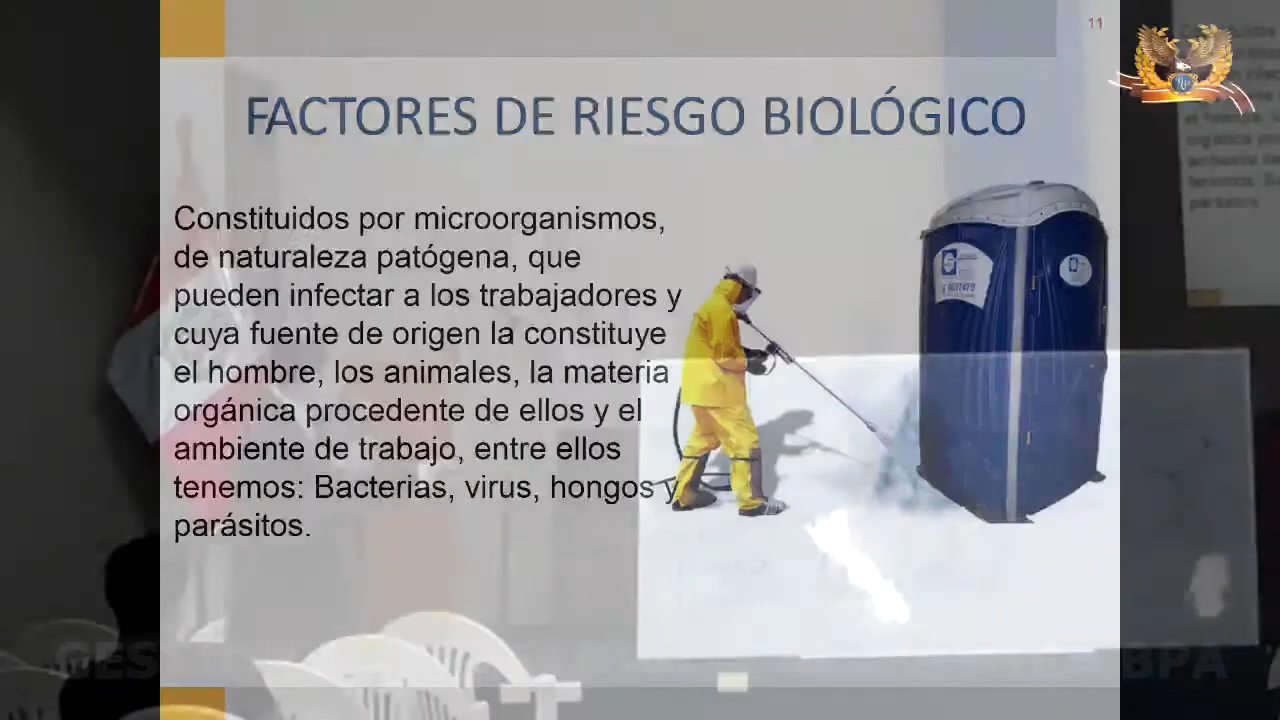 11
FACTORES DE RIESGO BIOLÓGICO
Constituidos por microorganismos,
de naturaleza patógena, que
pueden infectar a los trabajadores y
cuya fuente de origen la constituye
el hombre, los animales, la materia
orgánica procedente de ellos y el
ambiente de trabajo, entre ellos
tenemos: Bacterias, virus, hongos y
parásitos.